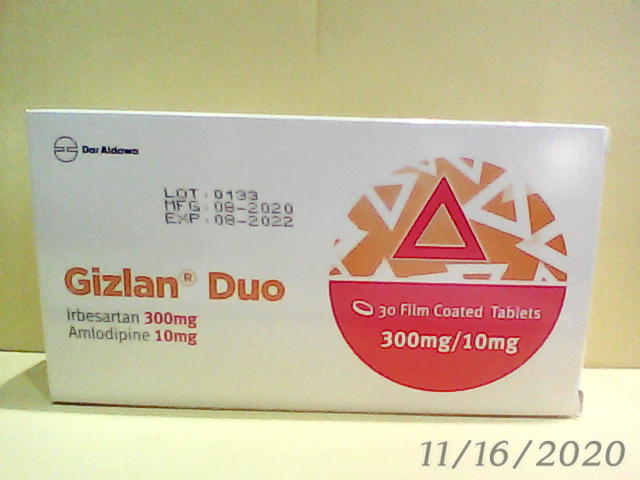 Dar Aldawa
LOT : 0133
MFG : 08-2020
EXP : 08-2022
Gizlan® Duo
Irbesartan 300mg
Amlodipine 10mg
30 Film Coated Tablets
300mg/10mg
11/16/2020